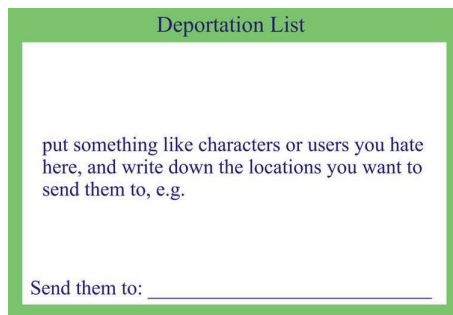 Deportation List
put something like characters or users you hate
here, and write down the locations you want to
send them to, e.g.
Send them to: ______________________________